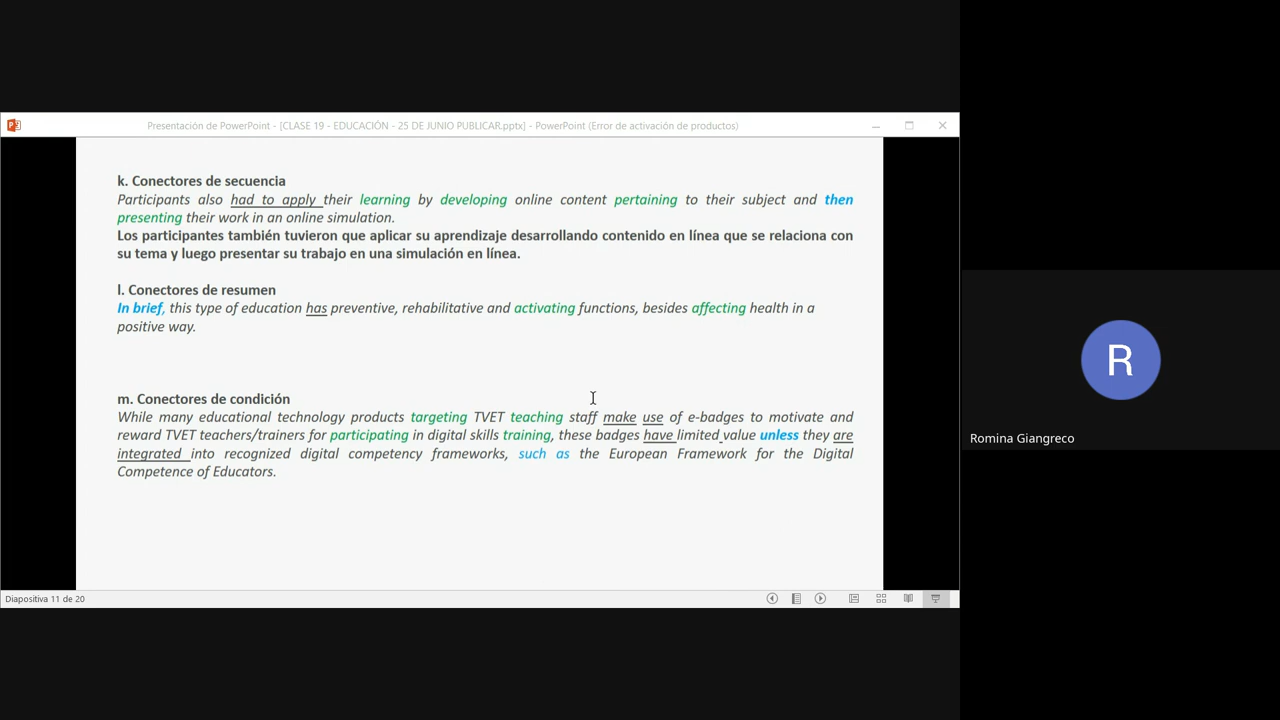 Presentación de PowerPoint - [CLASE 19 - EDUCACIÓN - 25 DE JUNIO PUBLICAR.pptx] - PowerPoint (Error de activación de productos)
k. Conectores de secuencia
Participants also had to apply their learning by developing online content pertaining to their subject and then
presenting their work in an online simulation.
Los participantes también tuvieron que aplicar su aprendizaje desarrollando contenido en línea que se relaciona con
su tema y luego presentar su trabajo en una simulación en línea.
l. Conectores de resumen
In brief, this type of education has preventive, rehabilitative and activating functions, besides affecting health in a
positive way.
m. Conectores de condición
While many educational technology products targeting TVET teaching staff make use of e-badges to motivate and
reward TVET teachers/trainers for participating in digital skills training, these badges have limited value unless they are
integrated into recognized digital competency frameworks, such as the European Framework for the Digital
Competence of Educators.
Diapositiva 11 de 20
R
Romina Giangreco